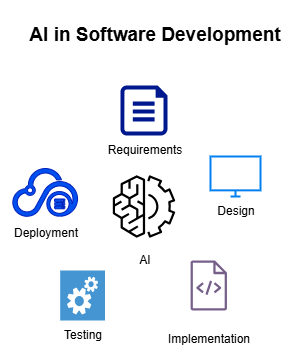 AI in Software Development
Requirements
Design
Deployment
AI
</>
Testing
Implementation